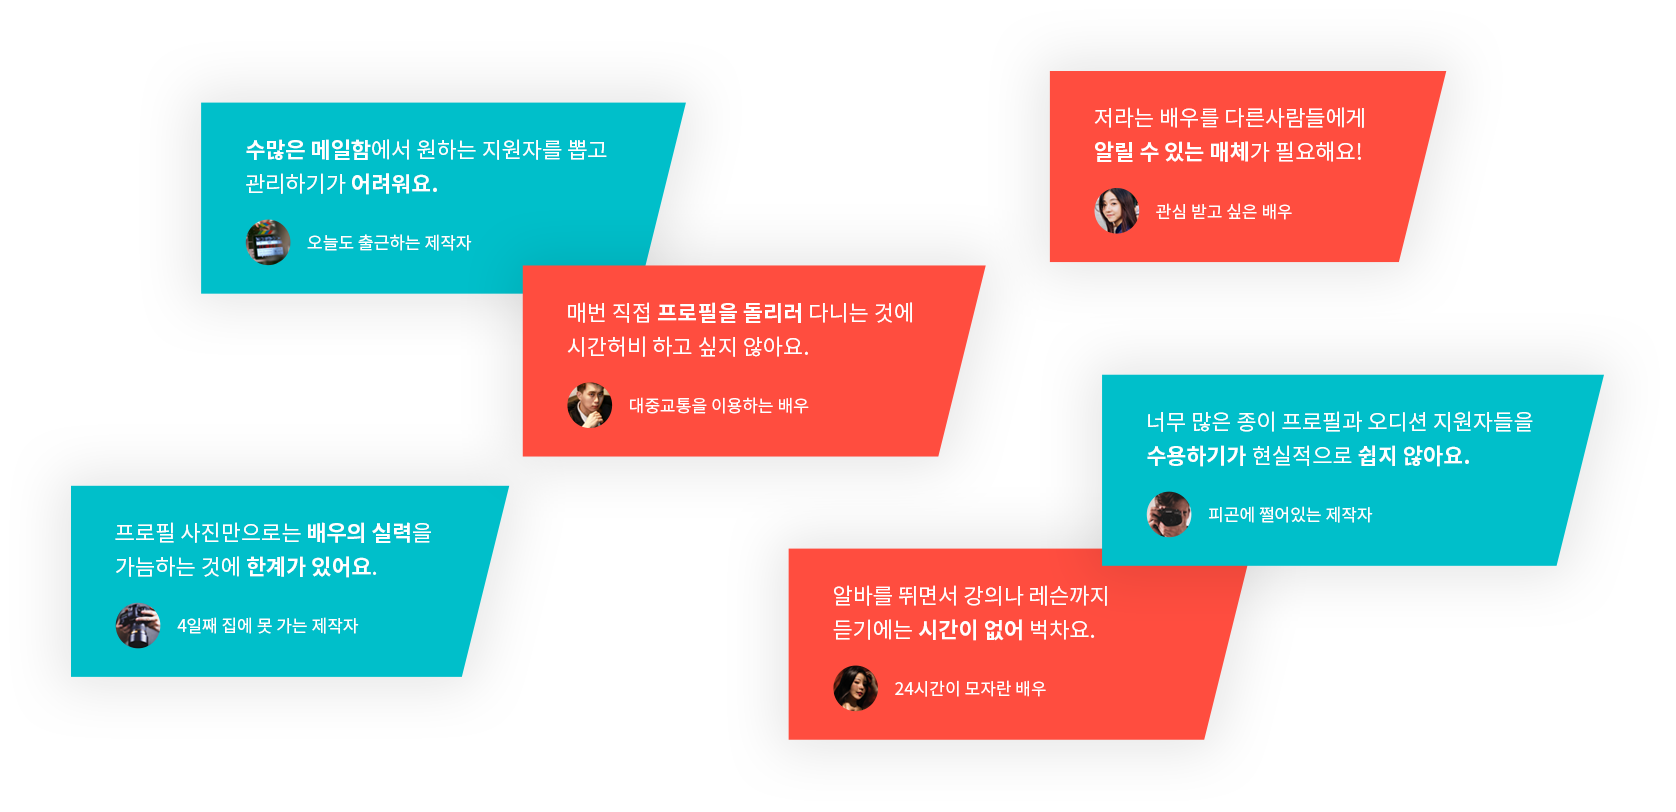 수많은 메일함에서 원하는 지원자를 뽑고
관리하기가 어려워요.
오늘도 출근하는 제작자
저라는 배우를 다른사람들에게
알릴 수 있는 매체가 필요해요!
관심 받고 싶은 배우
매번 직접 프로필을 돌리러 다니는 것에
시간허비 하고 싶지 않아요.
대중교통을 이용하는 배우
너무 많은 종이 프로필과 오디션 지원자들을
수용하기가 현실적으로 쉽지 않아요.
피곤에 쩔어있는 제작자
프로필 사진만으로는 배우의 실력을
가늠하는 것에 한계가 있어요.
4일째 집에 못 가는 제작자
알바를 뛰면서 강의나 레슨까지
듣기에는 시간이 없어 벅차요.
24시간이 모자란 배우